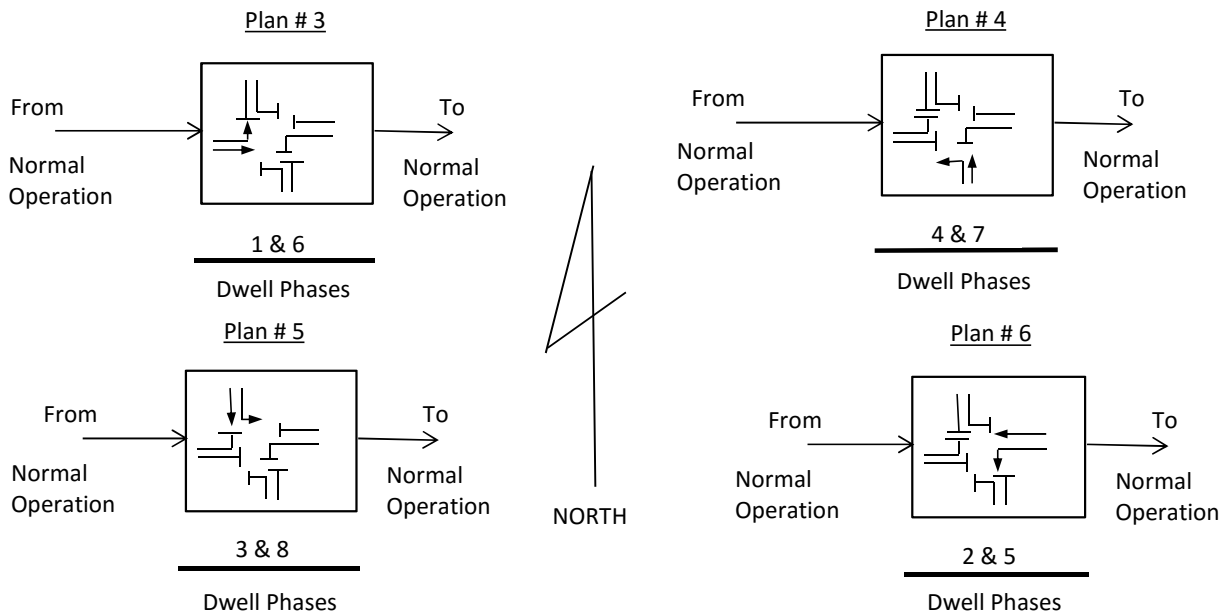 Plan # 3
From
To
Normal
Operation
Normal
Operation
1 & 6
Dwell Phases
Plan # 4
From
To
Normal
Operation
Normal
Operation
4 & 7
Dwell Phases
Plan # 5
From
To
Normal
Operation
Normal
Operation
3 & 8
Dwell Phases
NORTH
Plan # 6
From
To
Normal
Operation
Normal
Operation
2 & 5
Dwell Phases